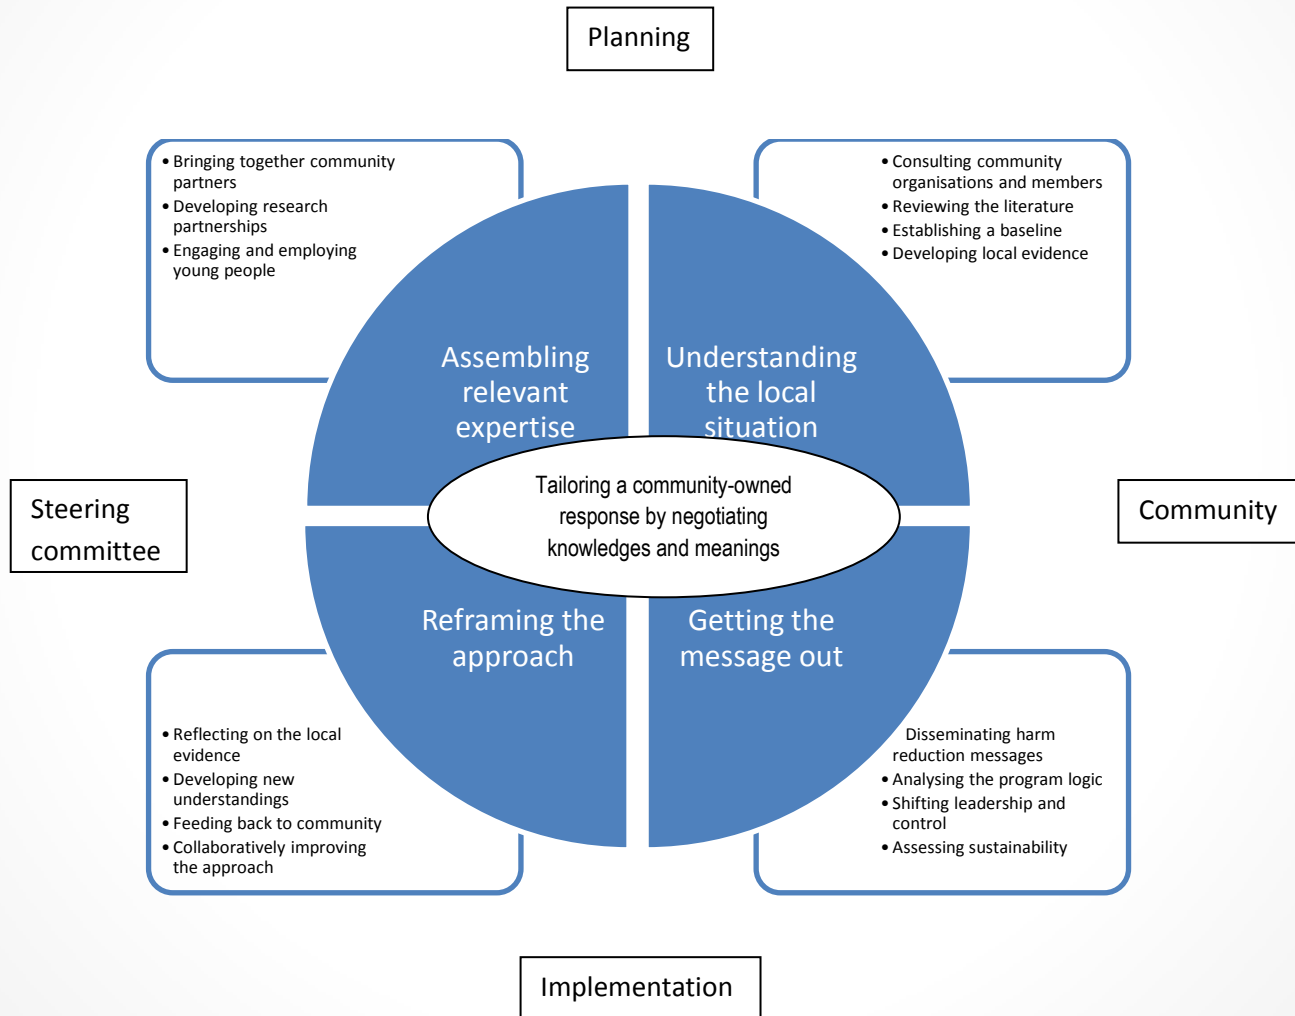 Planning
• Bringing together community
partners
• Developing research
partnerships
• Engaging and employing
young people
• Consulting community
organisations and members
• Reviewing the literature
• Establishing a baseline
• Developing local evidence
Assembling
relevant
expertise
Understanding
the local
situation
Steering
committee
Tailoring a community-owned
response by negotiating
knowledges and meanings
Community
Reframing the
approach
Getting the
message out
• Reflecting on the local
evidence
• Developing new
understandings
• Feeding back to community
• Collaboratively improving
the approach
Disseminating harm
reduction messages
• Analysing the program logic
• Shifting leadership and
control
• Assessing sustainability
Implementation